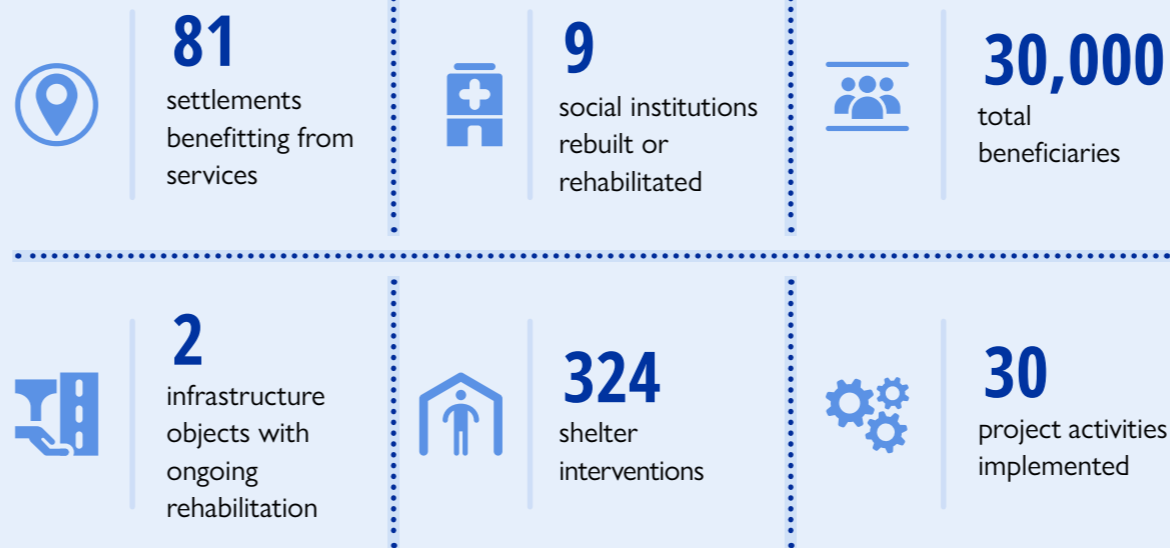 81
settlements
benefitting from
services
9
social institutions
rebuilt or
rehabilitated
30,000
total
beneficiaries
2
infrastructure
objects with
ongoing
rehabilitation
324
shelter
interventions
30
project activities
implemented